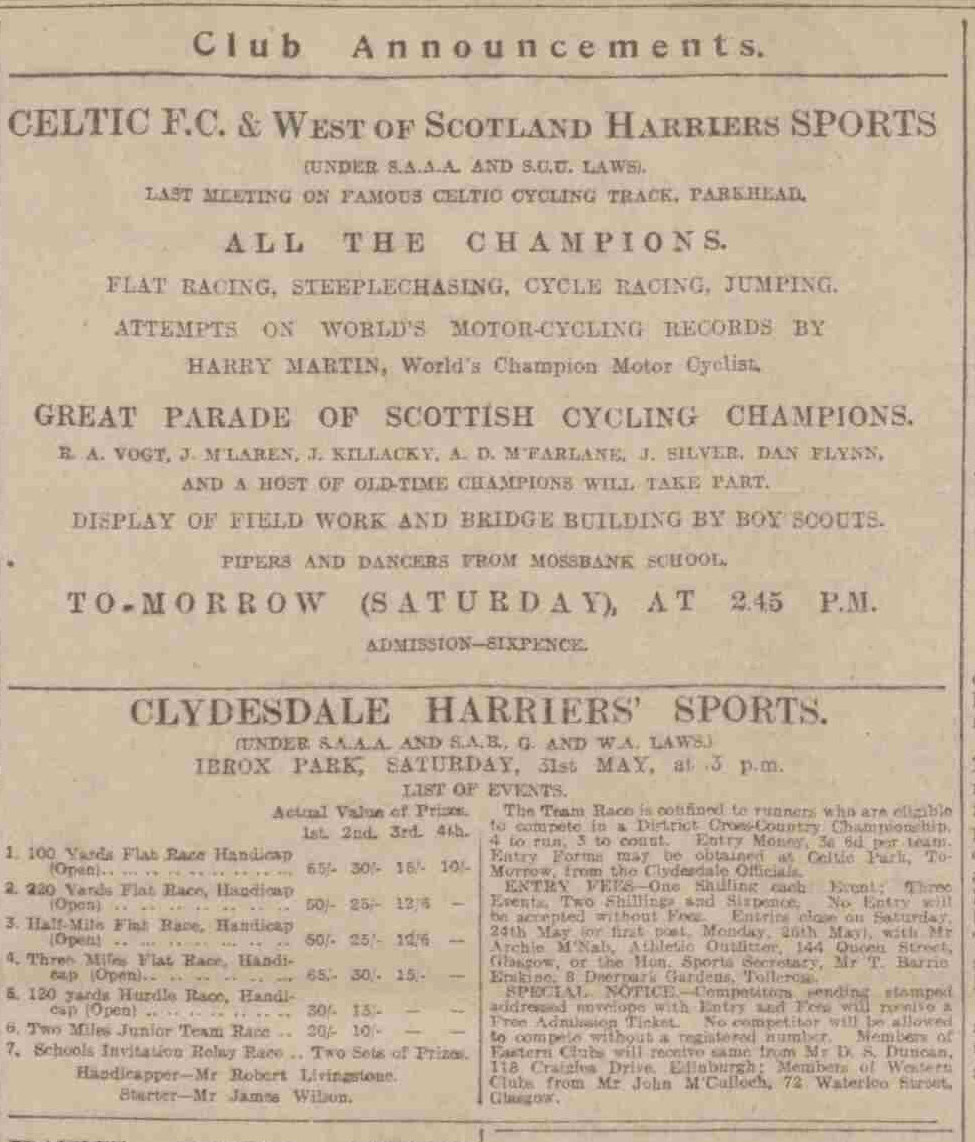 Club Announcements.
CELTIC F.C. & WEST OF SCOTLAND HARRIERS SPORTS
(UNDER S.A.A.A. AND S.C.U. LAWS).
LAST MEETING ON FAMOUS CELTIC CYCLING TRACK, PARKHEAD.
ALL THE CHAMPIONS.
FLAT RACING, STEEPLECHASING, CYCLE RACING, JUMPING.
ATTEMPTS ON WORLD'S MOTOR-CYCLING RECORDS BY
HARRY MARTIN, World's Champion Motor Cyclist.
GREAT PARADE OF SCOTTISH CYCLING CHAMPIONS.
R. A. VOGT, J. M'LAREN, J. KILLACKY, A. D. M'FARLANE, J. SILVER, DAN FLYNN,
AND A HOST OF OLD-TIME CHAMPIONS WILL TAKE PART.
DISPLAY OF FIELD WORK AND BRIDGE BUILDING BY BOY SCOUTS.
PIPERS AND DANCERS FROM MOSSBANK SCHOOL.
TO-MORROW (SATURDAY), AT 2.45 P.M.
ADMISSION—SIXPENCE.
CLYDESDALE HARRIERS' SPORTS.
(UNDER S.A.A.A. AND S.A.R., G. AND W.A. LAWS.)
IBROX PARK, SATURDAY, 31st MAY, at 3 p.m.
LIST OF EVENTS.
Actual Value of Prizes.
1st. 2nd. 3rd. 4th.
1. 100 Yards Flat Race Handicap
(Open).. .. .. .. .. .. .. 65/- 30/- 15/- 10/-
2. 220 Yards Flat Race, Handicap
(Open) .. .. .. .. .. .. .. 50/- 25/- 12/6 —
3. Half-Mile Flat Race, Handicap
(Open) .. .. .. .. .. .. .. 50/- 25/- 12/6 —
4. Three Miles Flat Race, Handi-
cap (Open).. .. .. .. .. .. 65/- 30/- 15/- —
5. 120 yards Hurdle Race, Handi-
cap (Open) .. .. .. .. .. .. 30/- 15/- — —
6. Two Miles Junior Team Race .. 20/- 10/- — —
7. Schools Invitation Relay Race .. Two Sets of Prizes.
Handicapper—Mr Robert Livingstone.
Starter—Mr James Wilson.
The Team Race is confined to runners who are eligible
to compete in a District Cross-Country Championship.
4 to run, 3 to count. Entry Money, 3s 6d per team.
Entry Forms may be obtained at Celtic Park, To-
Morrow, from the Clydesdale Officials.
ENTRY FEES—One Shilling each Event; Three
Events, Two Shillings and Sixpence. No Entry will
be accepted without Fees. Entries close on Saturday,
24th May (or first post, Monday, 26th May), with Mr
Archie M'Nab, Athletic Outfitter, 144 Queen Street,
Glasgow, or the Hon. Sports Secretary, Mr T. Barrie
Erskine, 8 Deerpark Gardens, Tollcross.
SPECIAL NOTICE.—Competitors sending stamped
addressed envelope with Entry and Fees will receive a
Free Admission Ticket. No competitor will be allowed
to compete without a registered number. Members of
Eastern Clubs will receive same from Mr D. S. Duncan,
118 Craiglea Drive, Edinburgh; Members of Western
Clubs from Mr John M'Culloch, 72 Waterloo Street,
Glasgow.